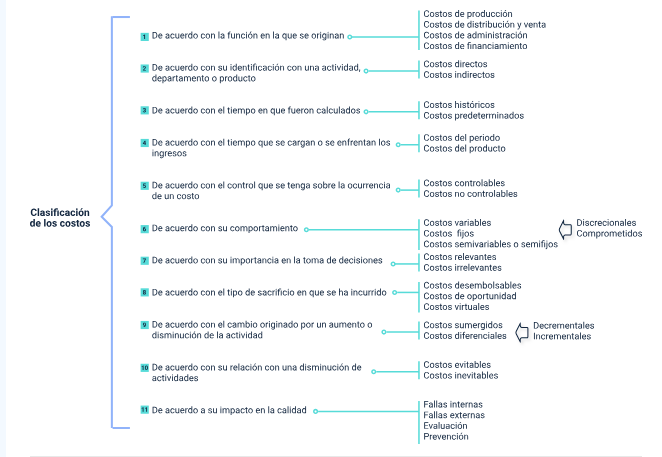 Clasificación
de los costos
1 De acuerdo con la función en la que se originan
Costos de producción
Costos de distribución y venta
Costos de administración
Costos de financiamiento
2 De acuerdo con su identificación con una actividad,
departamento o producto
Costos directos
Costos indirectos
3 De acuerdo con el tiempo en que fueron calculados
Costos históricos
Costos predeterminados
4 De acuerdo con el tiempo que se cargan o se enfrentan los
ingresos
Costos del periodo
Costos del producto
5 De acuerdo con el control que se tenga sobre la ocurrencia
de un costo
Costos controlables
Costos no controlables
6 De acuerdo con su comportamiento
Costos variables
Costos fijos
Costos semivariables o semifijos
Discrecionales
Comprometidos
7 De acuerdo con su importancia en la toma de decisiones
Costos relevantes
Costos irrelevantes
8 De acuerdo con el tipo de sacrificio en que se ha incurrido
Costos desembolsables
Costos de oportunidad
Costos virtuales
9 De acuerdo con el cambio originado por un aumento o
disminución de la actividad
Costos sumergidos
Costos diferenciales
Decrementales
Incrementales
10 De acuerdo con su relación con una disminución de
actividades
Costos evitables
Costos inevitables
11 De acuerdo a su impacto en la calidad
Fallas internas
Fallas externas
Evaluación
Prevención